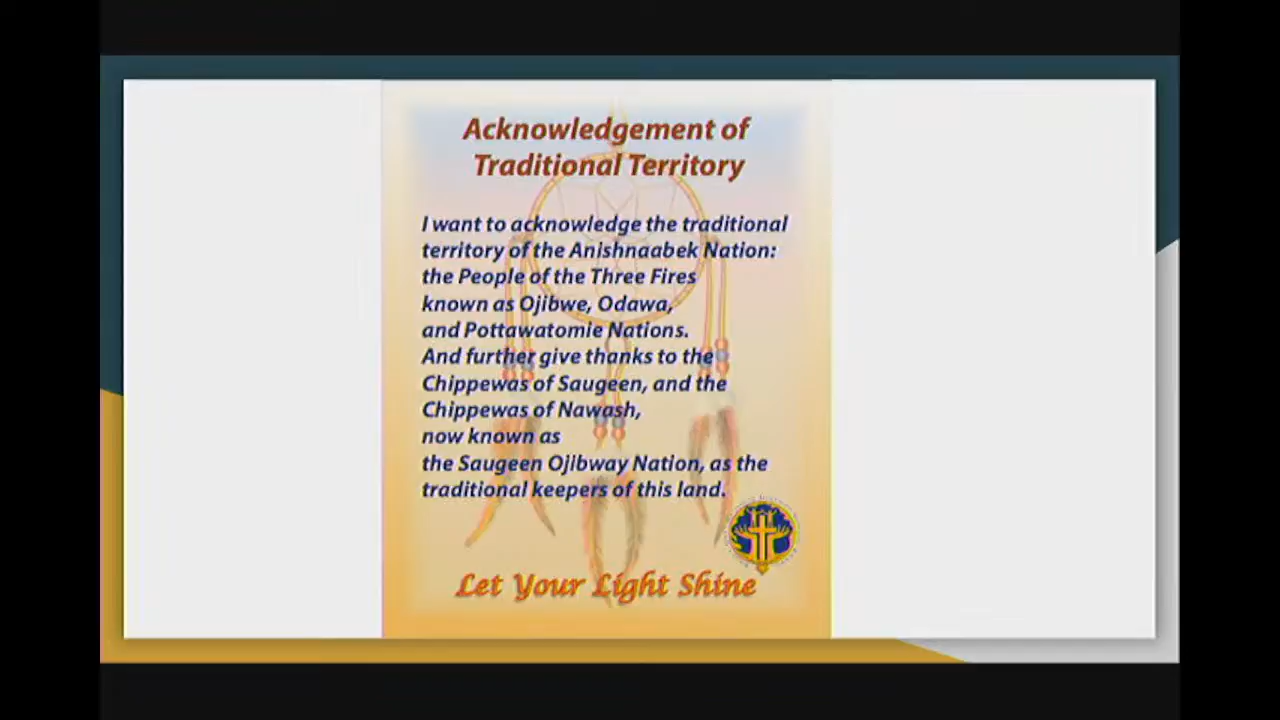 Acknowledgement of
Traditional Territory
I want to acknowledge the traditional
territory of the Anishnaabek Nation:
the People of the Three Fires
known as Ojibwe, Odawa,
and Pottawatomie Nations.
And further give thanks to the
Chippewas of Saugeen, and the
Chippewas of Nawash,
now known as
the Saugeen Ojibway Nation, as the
traditional keepers of this land.
Let Your Light Shine